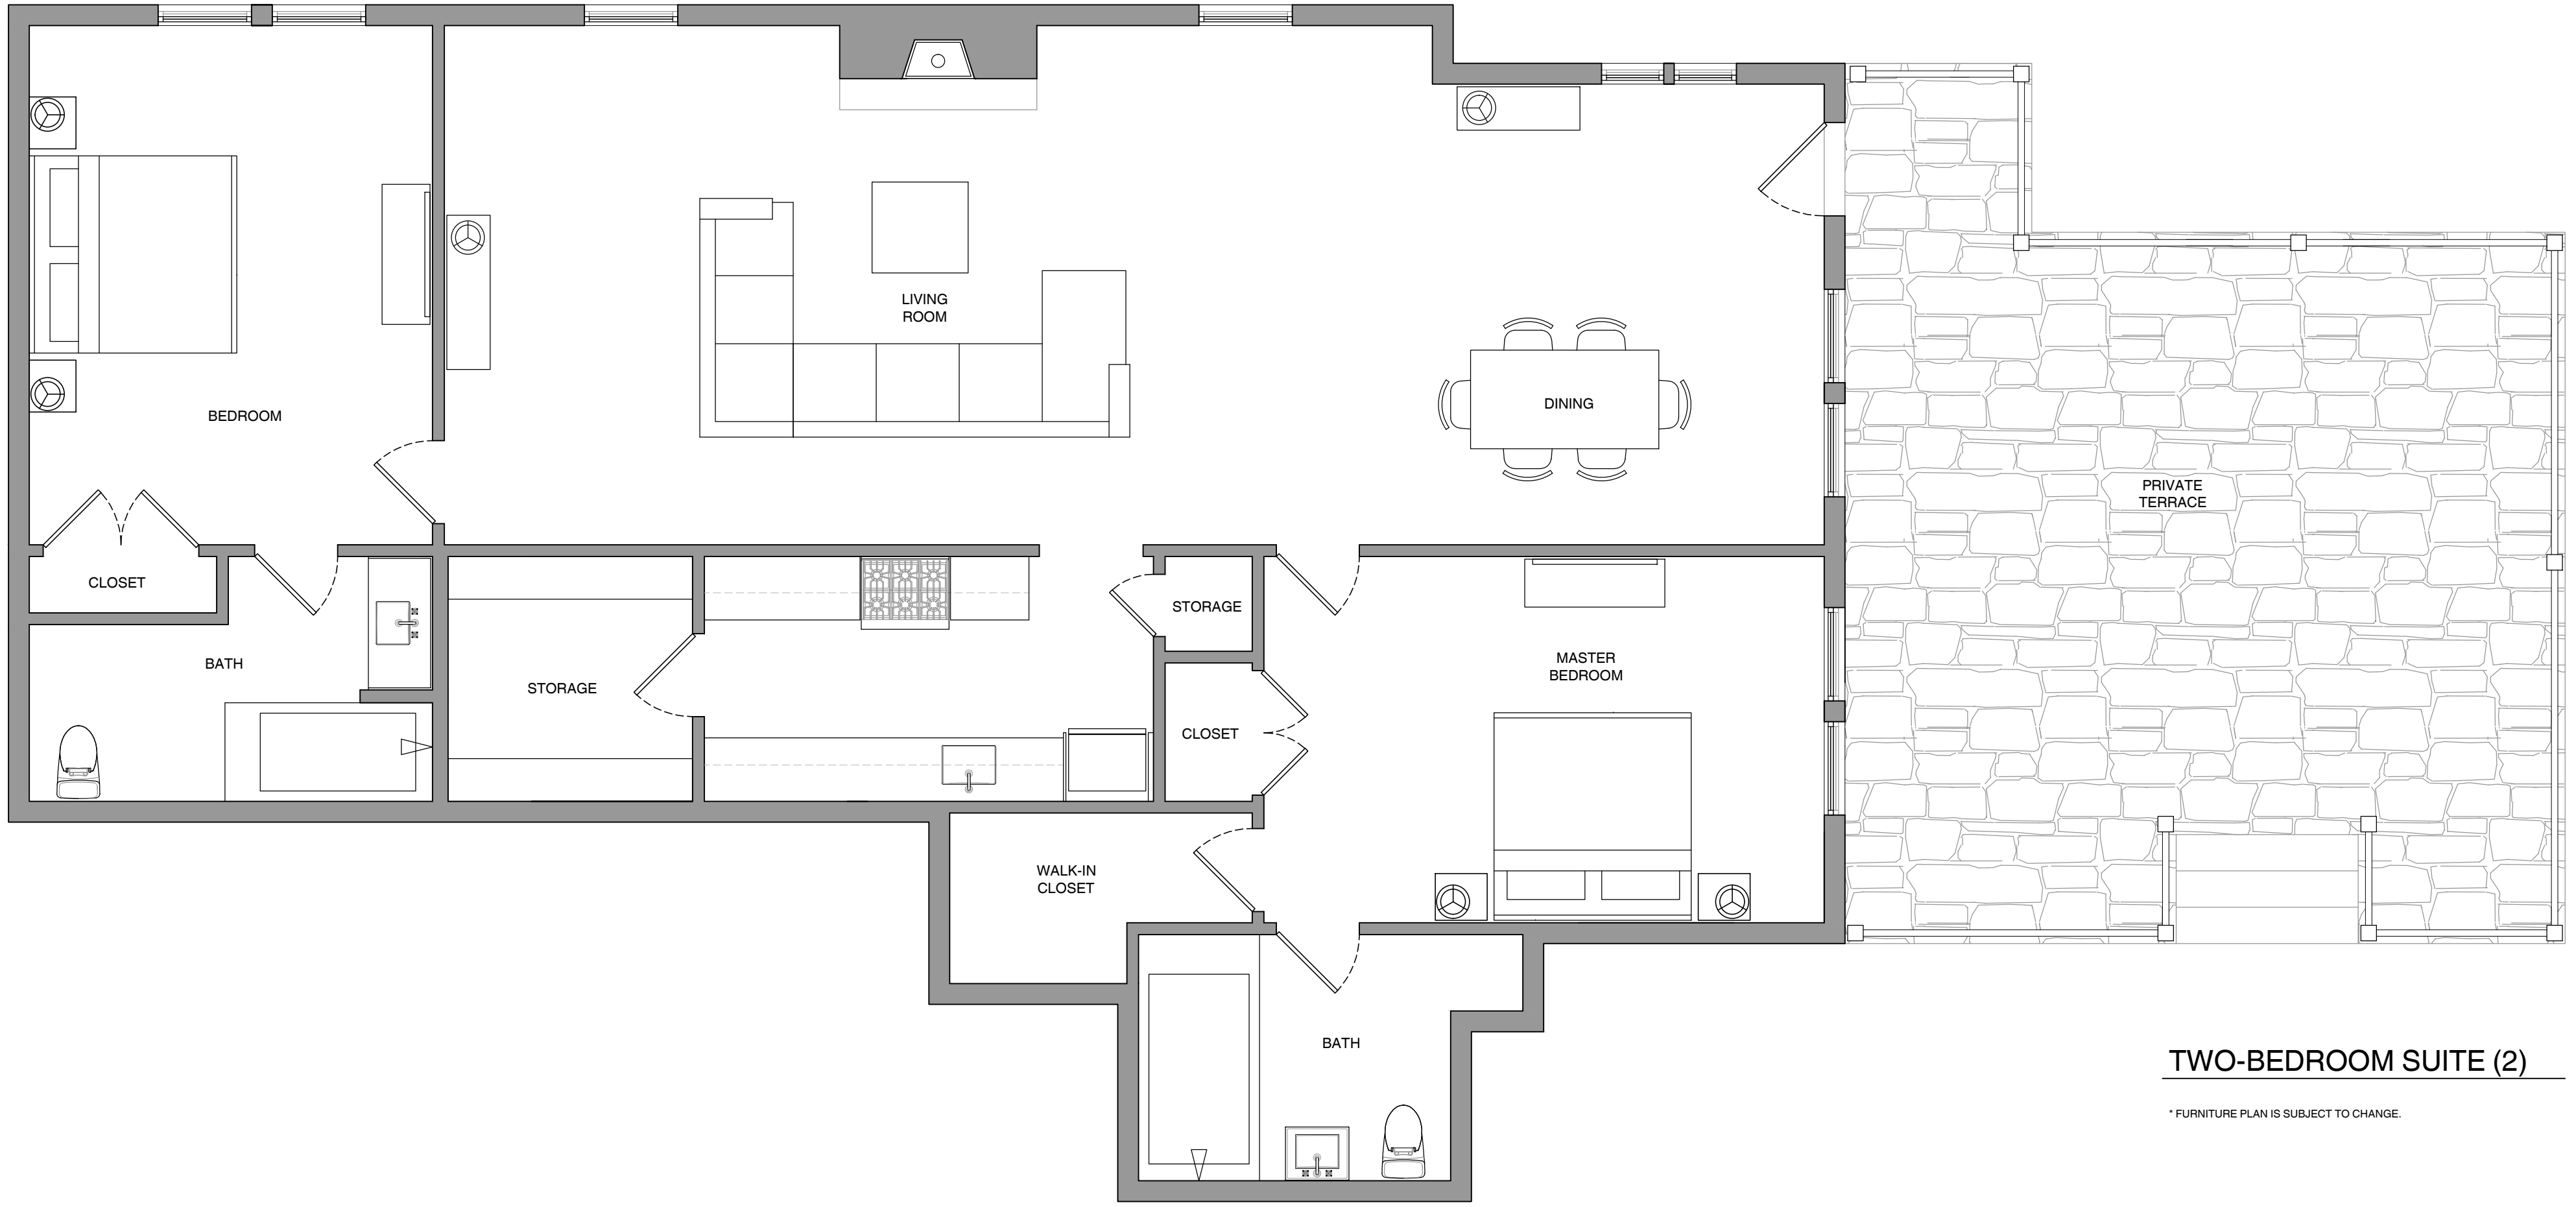 LIVING
ROOM
BEDROOM
DINING
PRIVATE
TERRACE
CLOSET
STORAGE
BATH
STORAGE
MASTER
BEDROOM
CLOSET
WALK-IN
CLOSET
BATH
TWO-BEDROOM SUITE (2)
* FURNITURE PLAN IS SUBJECT TO CHANGE.